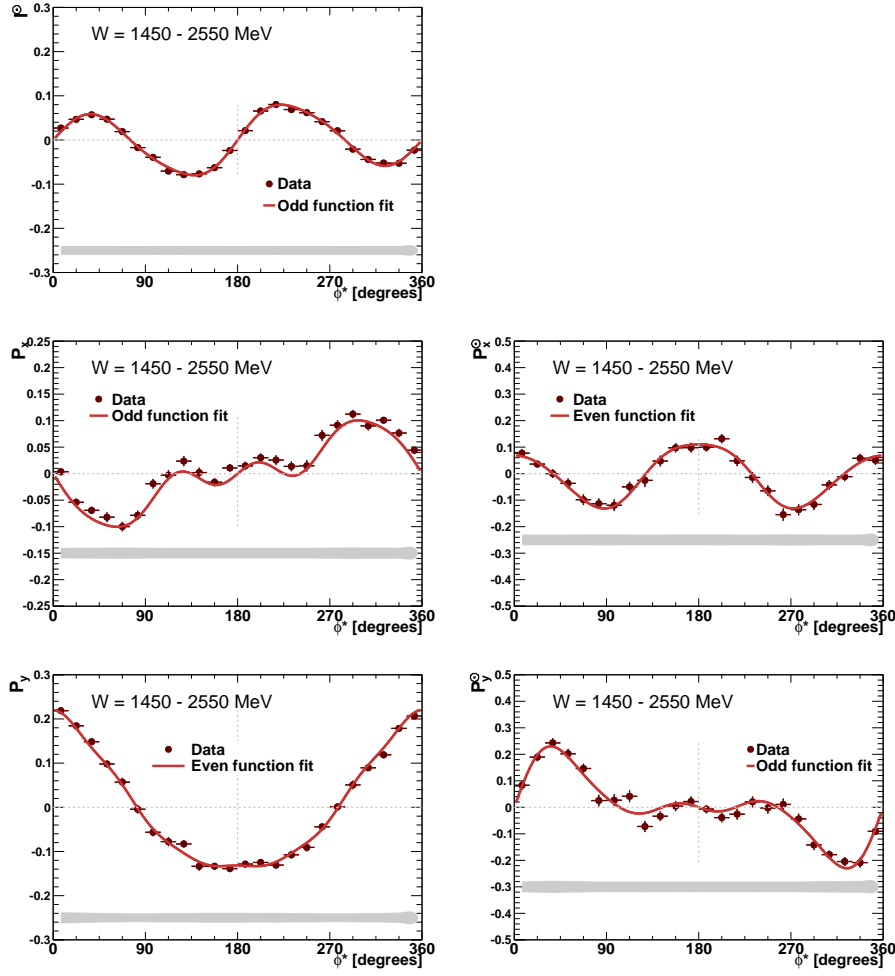 I⊙
0.3
W = 1450 - 2550 MeV
0.2
0.1
0
Data
-0.1
Odd function fit
-0.2
-0.3
0 90 180 270 360
ϕ* [degrees]
Px
0.25
0.2
W = 1450 - 2550 MeV
0.15
Data
0.1
Odd function fit
0.05
0
-0.05
-0.1
-0.15
-0.2
-0.25
0 90 180 270 360
ϕ* [degrees]
P⊙x
0.5
0.4
W = 1450 - 2550 MeV
0.3
Data
0.2
Even function fit
0.1
0
-0.1
-0.2
-0.3
-0.4
-0.5
0 90 180 270 360
ϕ* [degrees]
Py
0.3
W = 1450 - 2550 MeV
0.2
Data
0.1
Even function fit
0
-0.1
-0.2
-0.3
0 90 180 270 360
ϕ* [degrees]
P⊙y
0.5
0.4
W = 1450 - 2550 MeV
0.3
Data
0.2
Odd function fit
0.1
0
-0.1
-0.2
-0.3
-0.4
-0.5
0 90 180 270 360
ϕ* [degrees]